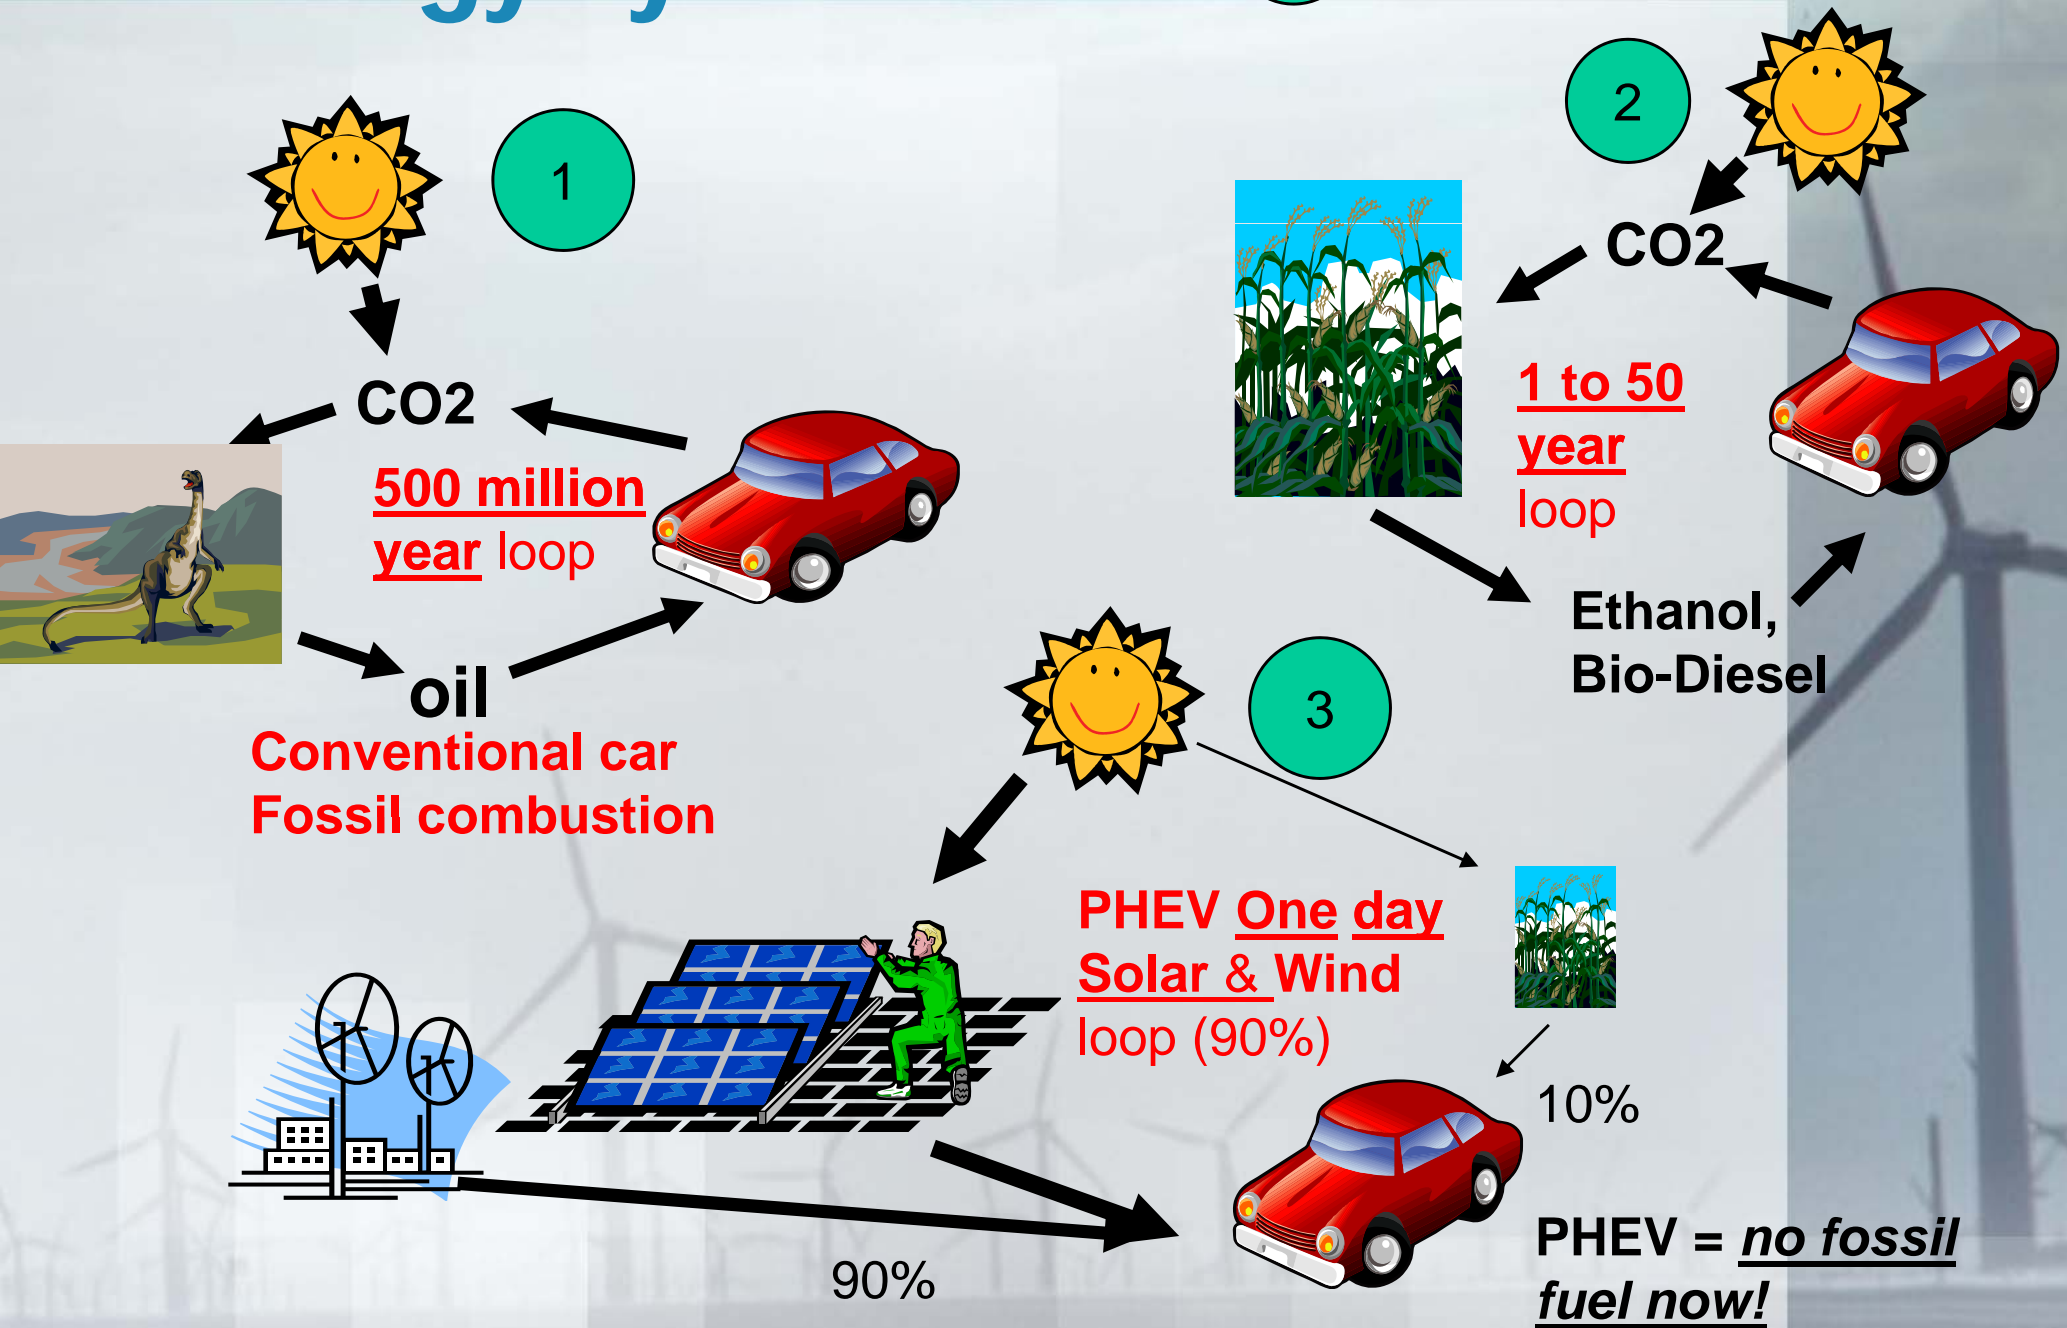 1
CO2
500 million
year loop
oil
Conventional car
Fossil combustion
2
CO2
1 to 50
year
loop
Ethanol,
Bio-Diesel
3
PHEV One day
Solar & Wind
loop (90%)
10%
90%
PHEV = no fossil
fuel now!